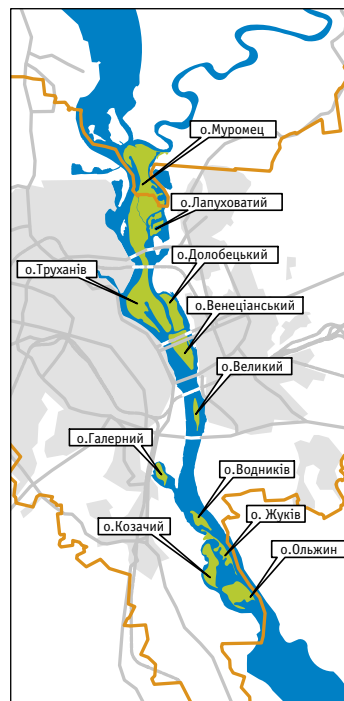 о.Муромец
о.Лапуховатий
о.Долобецький
о.Труханів
о.Венеціанський
о.Великий
о.Галерний
о.Водників
о. Жуків
о.Козачий
о.Ольжин